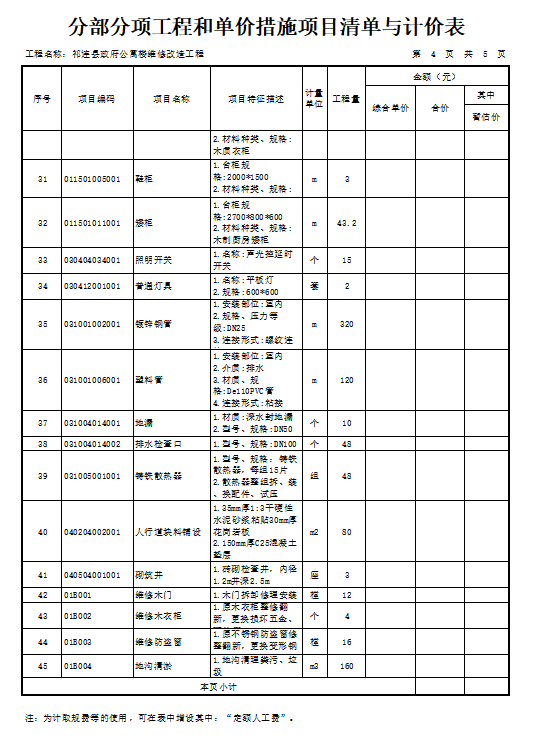 分部分项工程和单价措施项目清单与计价表
工程名称：祁连县政府公寓楼维修改造工程 第 4 页 共 5 页
序号 项目编码 项目名称 项目特征描述 计量单位 工程量 金额（元）
综合单价 合价 其中
暂估价
2.材料种类、规格:
木质衣柜
31 011501005001 鞋柜 1.台柜规
格:2000*1500
2.材料种类、规格: m 3
32 011501011001 矮柜 1.台柜规
格:2700*800*600
2.材料种类、规格:
木制厨房矮柜 m 43.2
33 030404034001 照明开关 1.名称:声光控延时
开关 个 15
34 030412001001 普通灯具 1.名称:平板灯
2.规格:600*600 套 2
35 031001002001 镀锌钢管 1.安装部位:室内
2.规格、压力等
级:DN25
3.连接形式:螺纹连 m 320
36 031001006001 塑料管 1.安装部位:室内
2.介质:排水
3.材质、规
格:De110PVC管
4.连接形式:粘接 m 120
37 031004014001 地漏 1.材质:深水封地漏
2.型号、规格:DN50 个 10
38 031004014002 排水检查口 1.型号、规格:DN100 个 48
39 031005001001 铸铁散热器 1.型号、规格：铸铁
散热器，每组15片
2.散热器整组拆、装
、换配件、试压 组 48
40 040204002001 人行道块料铺设 1.35mm厚1:3干硬性
水泥砂浆粘贴30mm厚
花岗岩板
2.150mm厚C25混凝土
垫层 m2 80
41 040504001001 砌筑井 1.砖砌检查井，内径
1.2m井深2.5m 座 3
42 01B001 维修木门 1.木门拆卸修理安装 樘 12
43 01B002 维修木衣柜 1.原木衣柜整修翻
新，更换损坏五金、 个 4
44 01B003 维修防盗窗 1.原不锈钢防盗窗修
整翻新，更换变形钢 樘 16
45 01B004 地沟清淤 1.地沟清理粪污、垃
圾 m3 160
本页小计
注：为计取规费等的使用，可在表中增设其中：“定额人工费”。